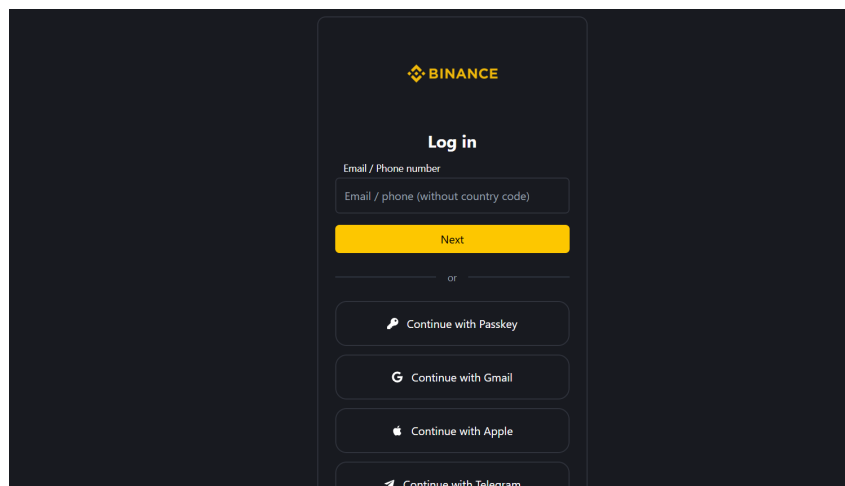 BINANCE
Log in
Email / Phone number
Email / phone (without country code)
Next
or
Continue with Passkey
Continue with Gmail
Continue with Apple
Continue with Telegram